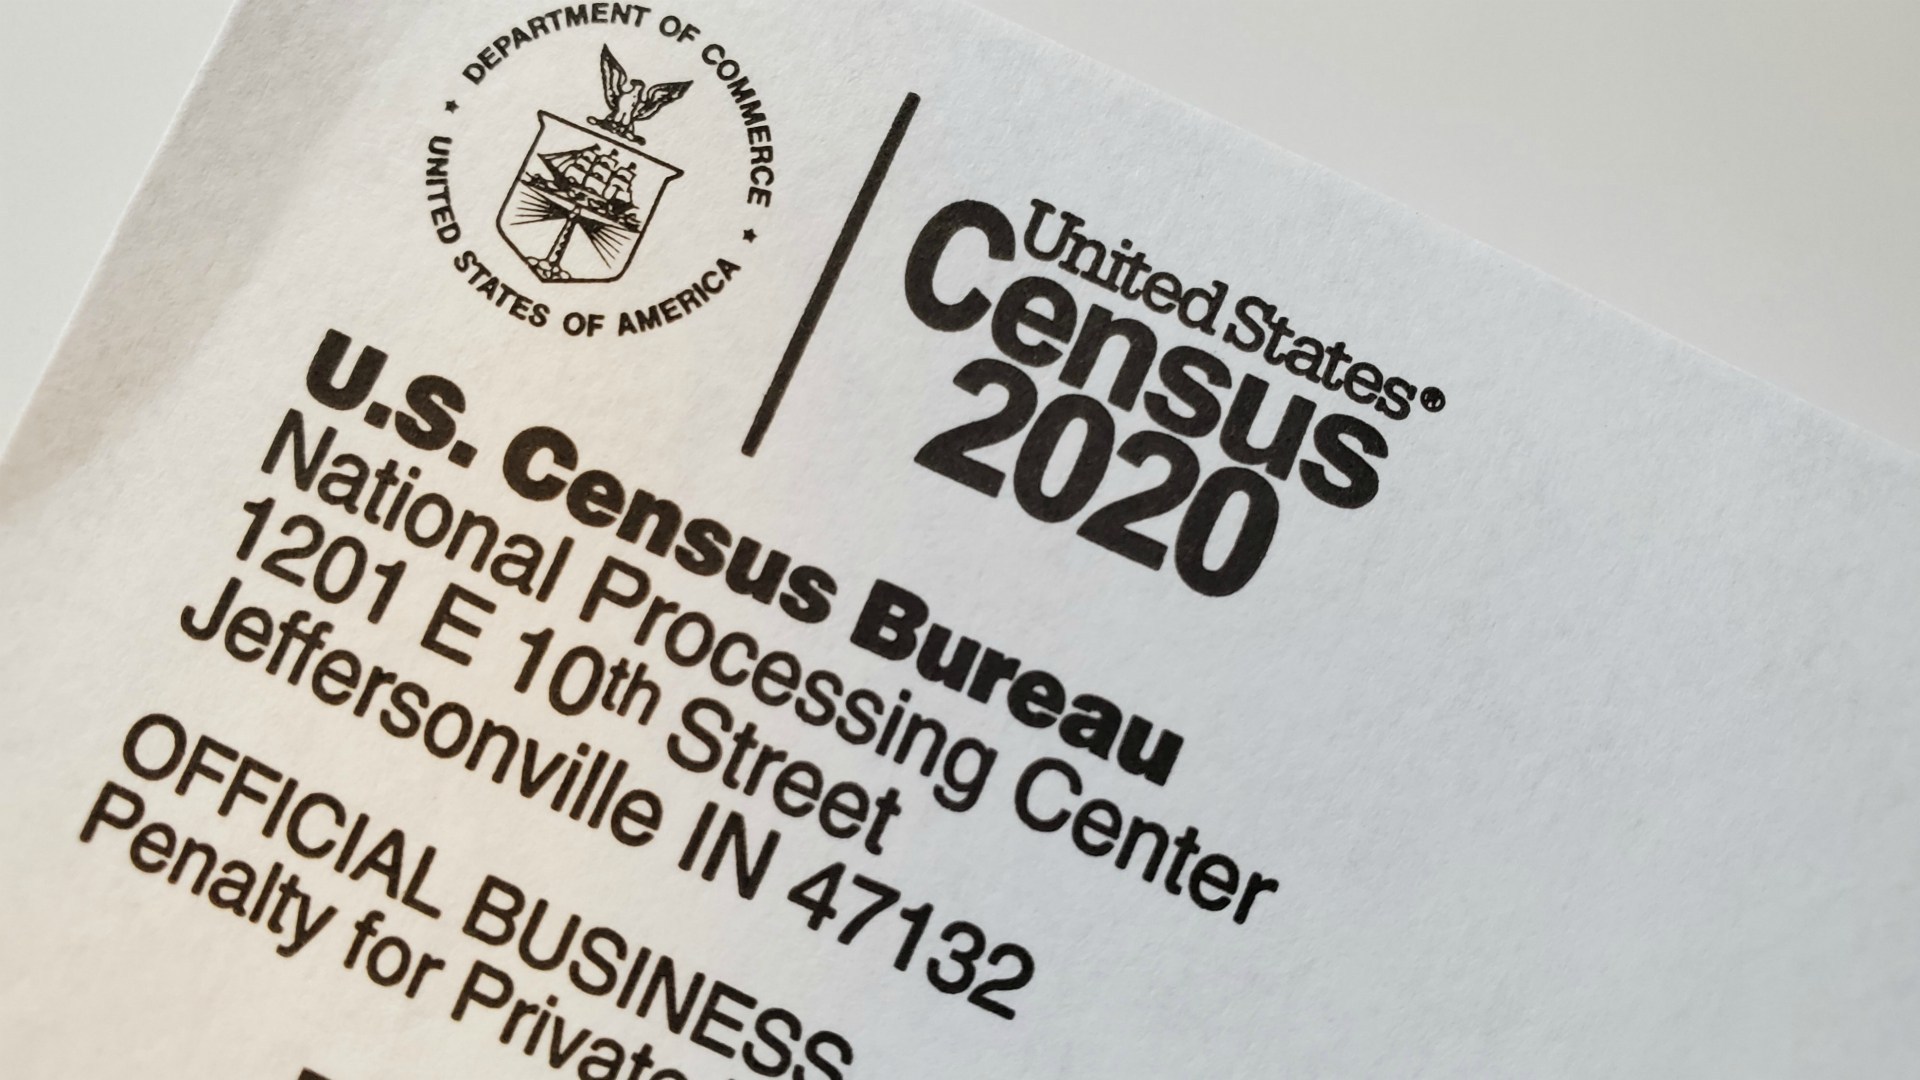 DEPARTMENT OF COMMERCE
UNITED STATES OF AMERICA
United States®
Census
2020
U.S. Census Bureau
National Processing Center
1201 E 10th Street
Jeffersonville IN 47132
OFFICIAL BUSINESS
Penalty for Private